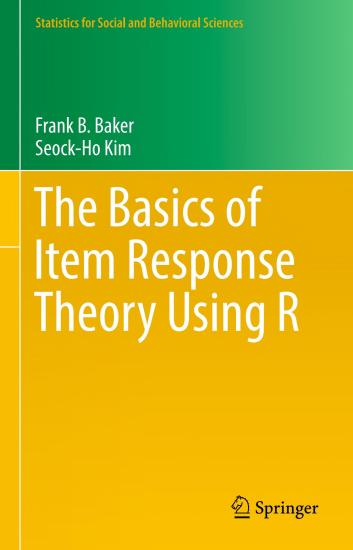 Statistics for Social and Behavioral Sciences
Frank B. Baker
Seock-Ho Kim
The Basics of
Item Response
Theory Using R
Springer